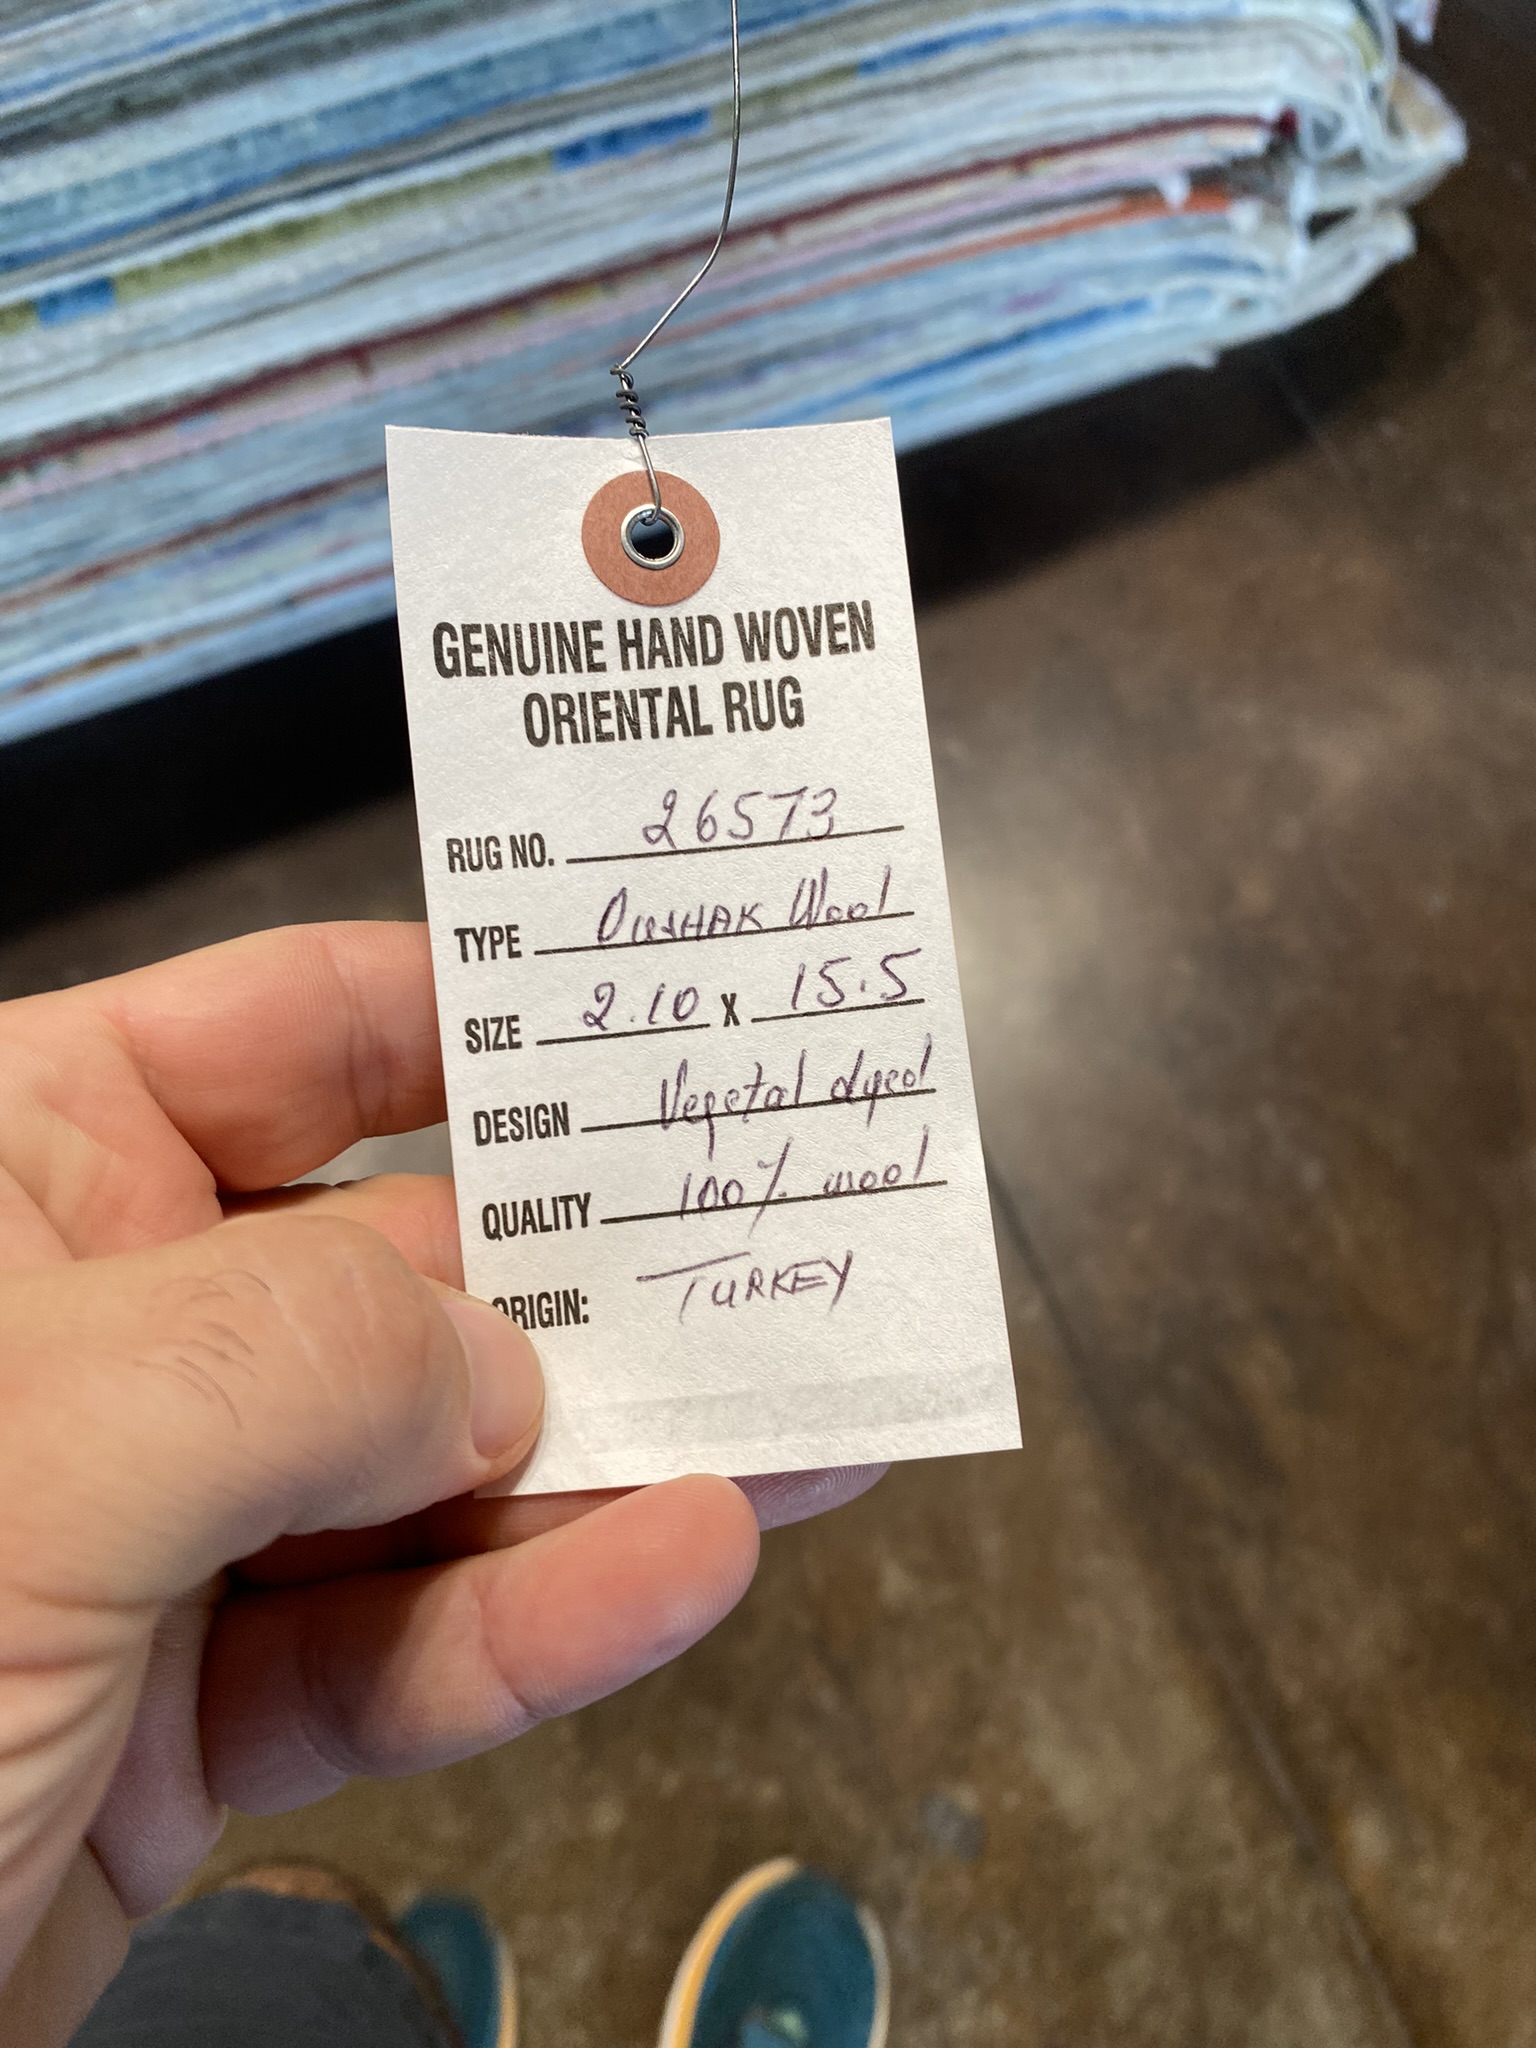 GENUINE HAND WOVEN
ORIENTAL RUG
RUG NO. 26573
TYPE Oushak Wool
SIZE 2.10 X 15.5
DESIGN Vegetal dyed
QUALITY 100% wool
ORIGIN: TURKEY